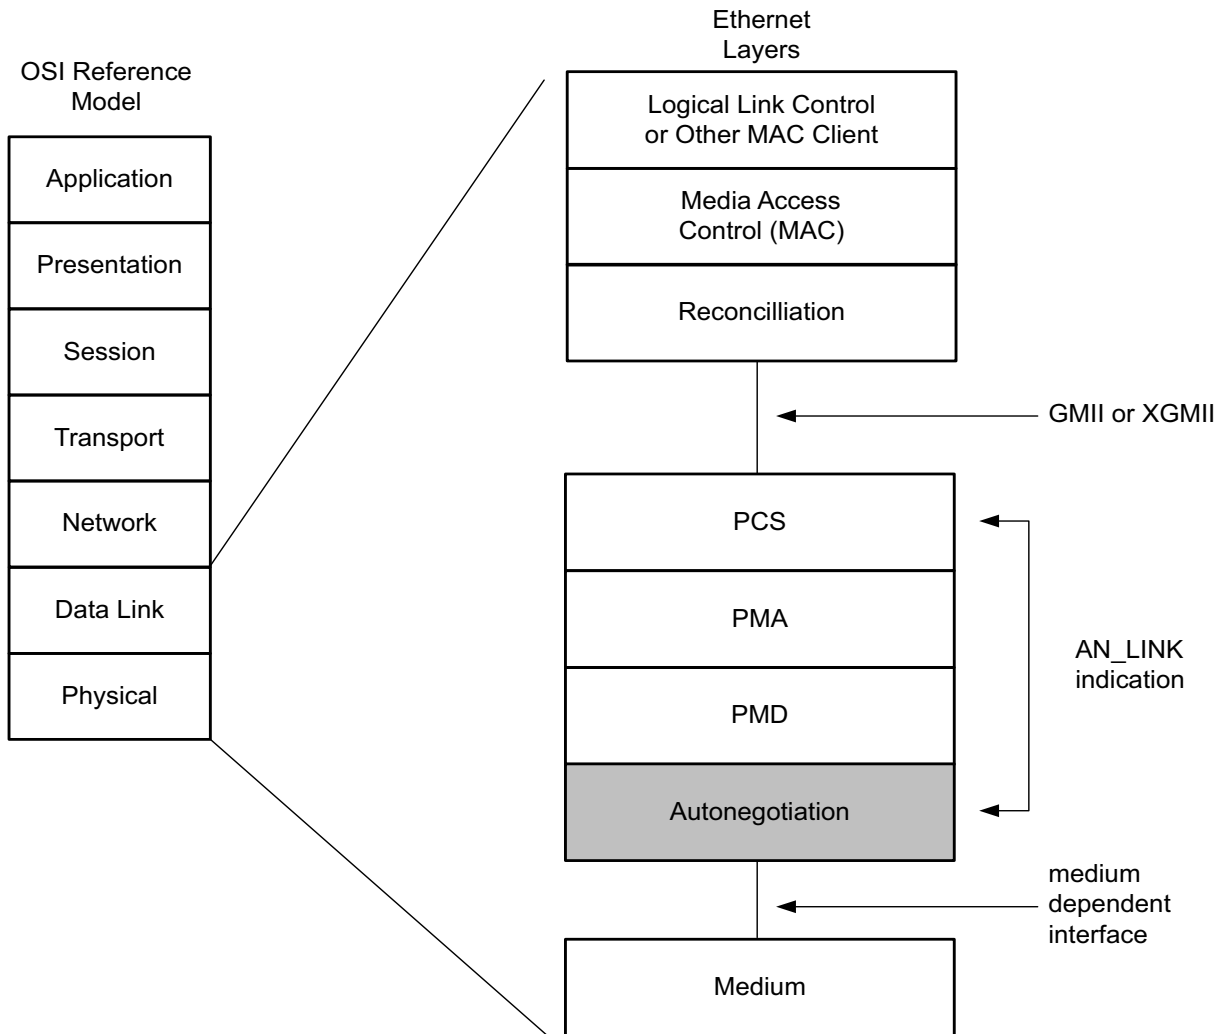 OSI Reference
Model
Application
Presentation
Session
Transport
Network
Data Link
Physical
Ethernet
Layers
Logical Link Control
or Other MAC Client
Media Access
Control (MAC)
Reconcilliation
GMII or XGMII
PCS
PMA
PMD
Autonegotiation
AN_LINK
indication
medium
dependent
interface
Medium